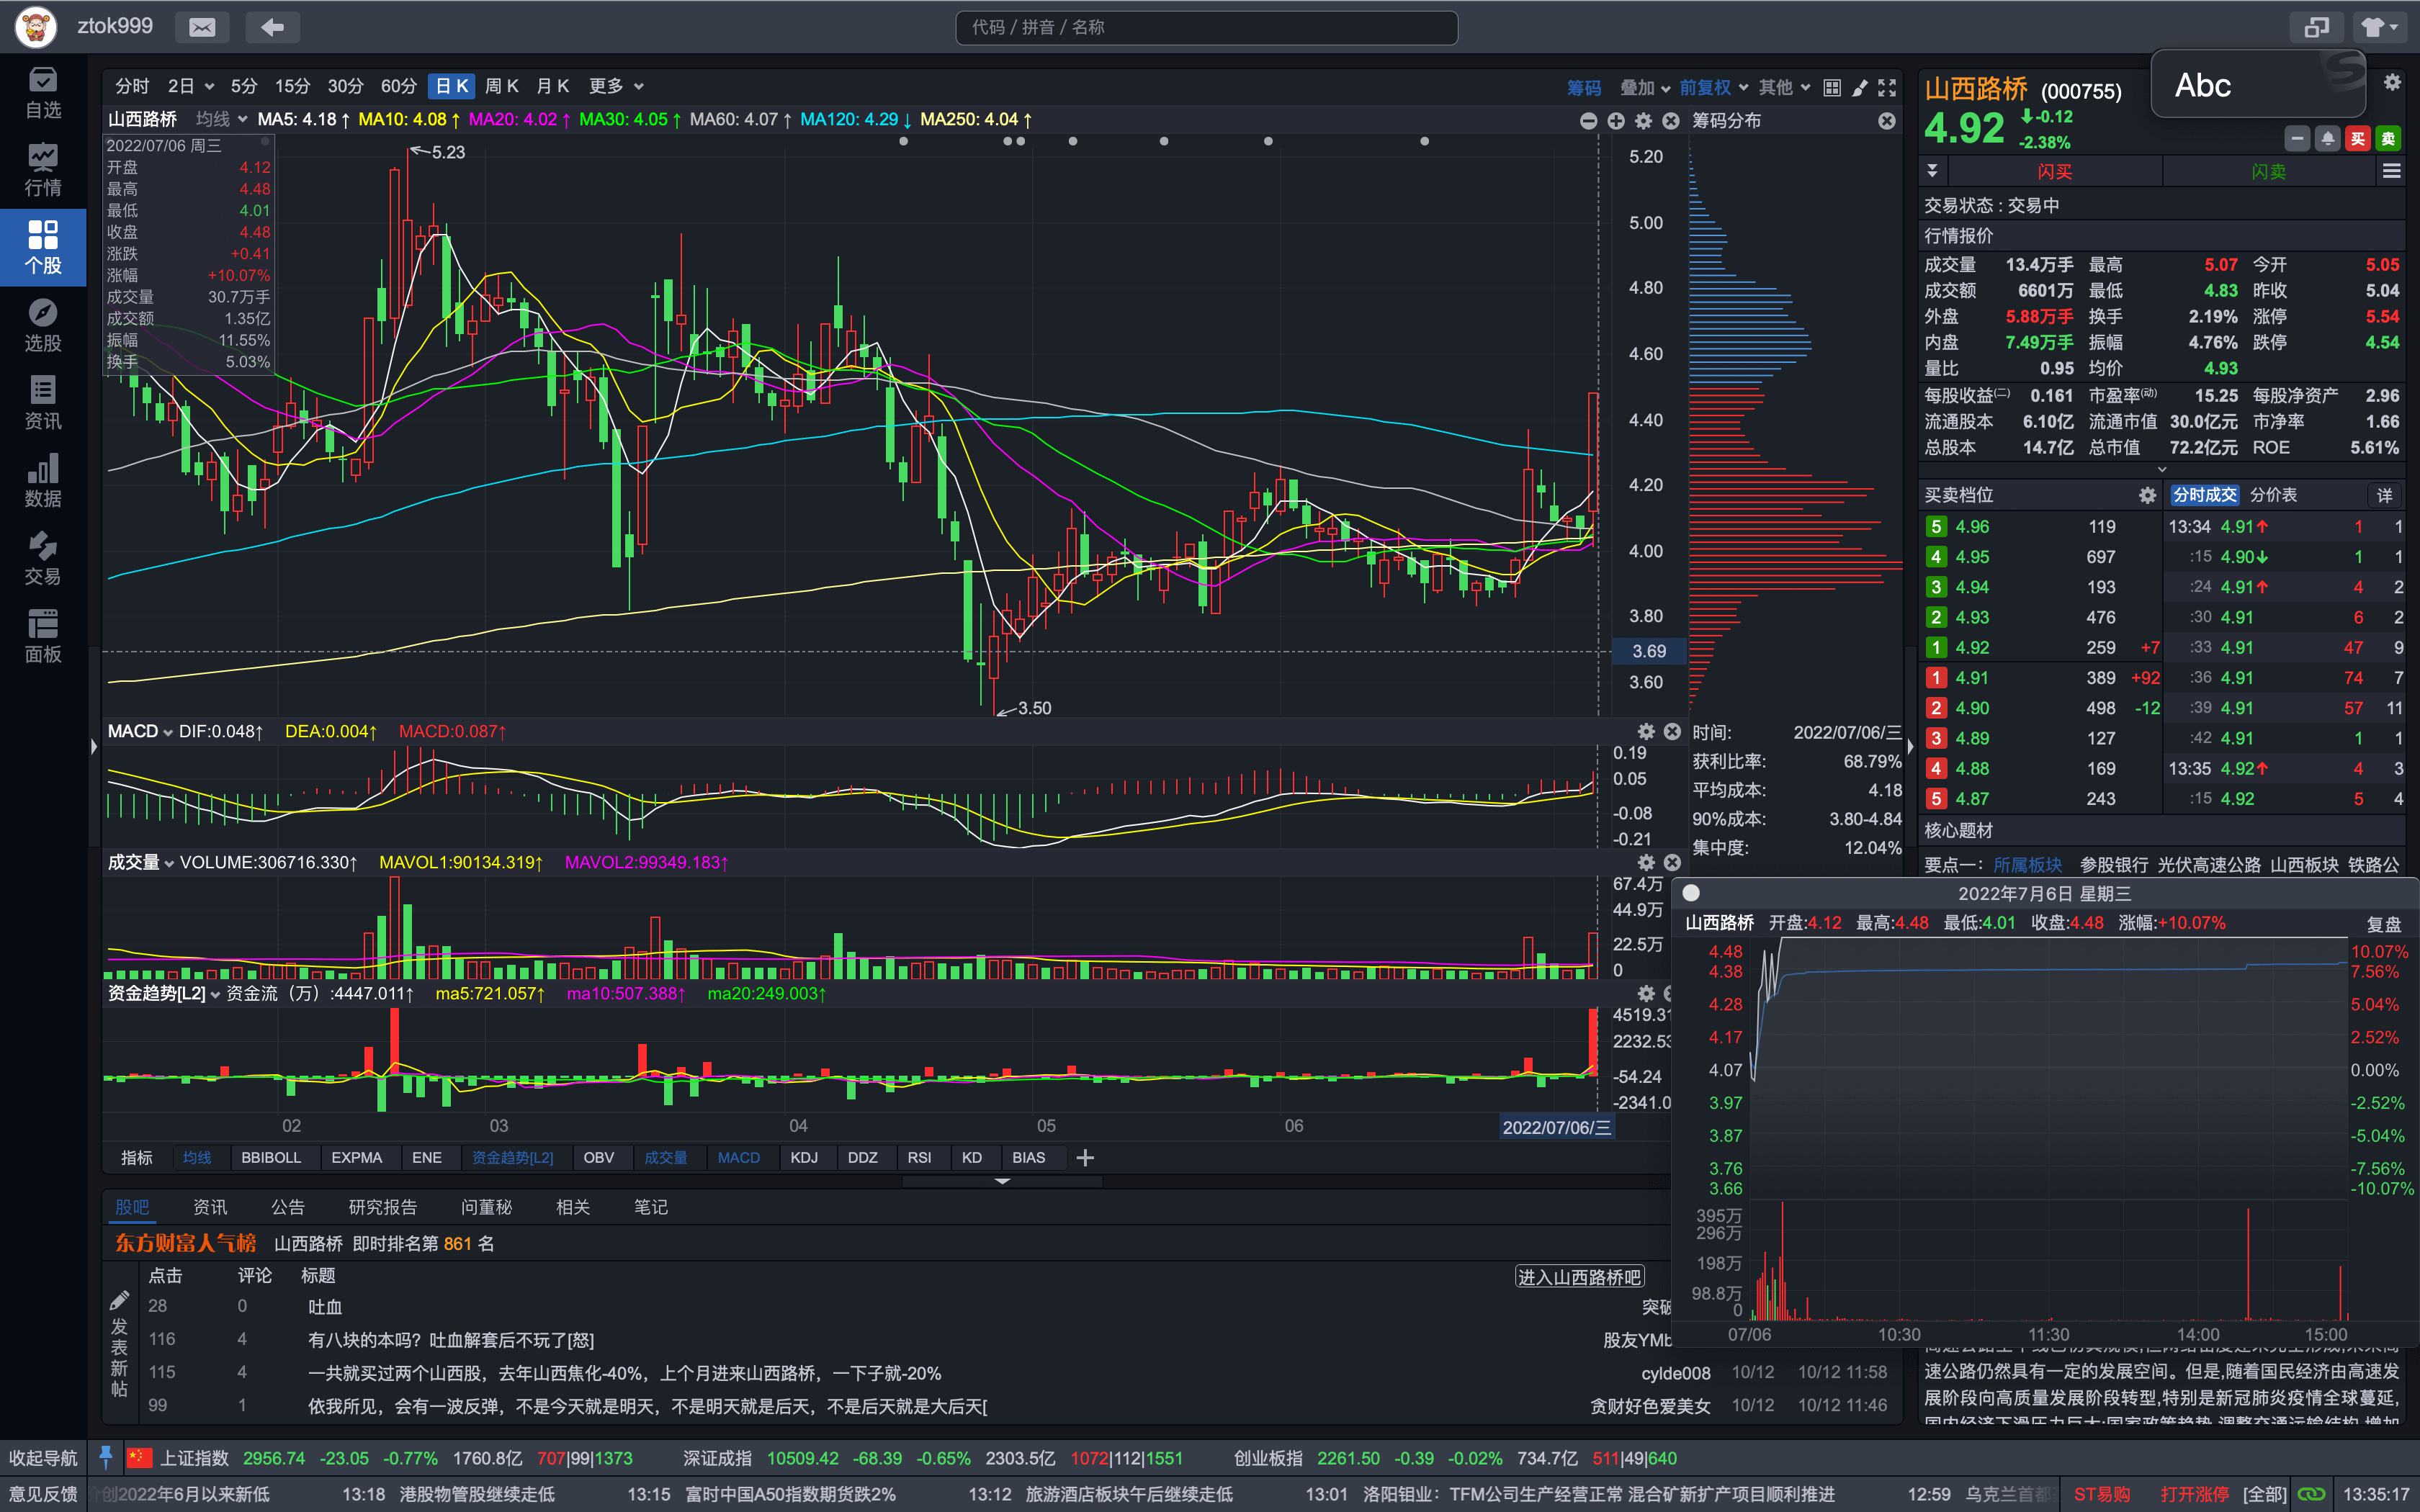 ztok999
代码 / 拼音 / 名称
Abc
自选
行情
个股
选股
资讯
数据
交易
面板
分时 2日 5分 15分 30分 60分 日K 周K 月K 更多
筹码 叠加 前复权 其他
山西路桥 均线 MA5: 4.18↑ MA10: 4.08↑ MA20: 4.02↑ MA30: 4.05↑ MA60: 4.07↑ MA120: 4.29↓ MA250: 4.04↑
筹码分布
2022/07/06 周三
开盘 4.12
最高 4.48
最低 4.01
收盘 4.48
涨跌 +0.41
涨幅 +10.07%
成交量 30.7万手
成交额 1.35亿
振幅 11.55%
换手 5.03%
5.23
3.50
5.20
5.00
4.80
4.60
4.40
4.20
4.00
3.80
3.69
3.60
MACD DIF:0.048↑ DEA:0.004↑ MACD:0.087↑
0.19
0.05
-0.08
-0.21
时间: 2022/07/06/三
获利比率: 68.79%
平均成本: 4.18
90%成本: 3.80-4.84
集中度: 12.04%
成交量 VOLUME:306716.330↑ MAVOL1:90134.319↑ MAVOL2:99349.183↑
67.4万
44.9万
22.5万
0
资金趋势[L2] 资金流（万）:4447.011↑ ma5:721.057↑ ma10:507.388↑ ma20:249.003↑
4519.31
2232.53
-54.24
-2341.0
02 03 04 05 06 2022/07/06/三
指标 均线 BBIBOLL EXPMA ENE 资金趋势[L2] OBV 成交量 MACD KDJ DDZ RSI KD BIAS
股吧 资讯 公告 研究报告 问董秘 相关 笔记
东方财富人气榜 山西路桥 即时排名第 861 名
点击 评论 标题
进入山西路桥吧
发表新帖
28 0 吐血 突破
116 4 有八块的本吗？吐血解套后不玩了[怒] 股友YMb
115 4 一共就买过两个山西股，去年山西焦化-40%，上个月进来山西路桥，一下子就-20% cylde008 10/12 10/12 11:58
99 1 依我所见，会有一波反弹，不是今天就是明天，不是明天就是后天，不是后天就是大后天[ 贪财好色爱美女 10/12 10/12 11:46
山西路桥 (000755)
4.92 -0.12
-2.38%
买 卖
闪买 闪卖
交易状态 : 交易中
行情报价
成交量 13.4万手 最高 5.07 今开 5.05
成交额 6601万 最低 4.83 昨收 5.04
外盘 5.88万手 换手 2.19% 涨停 5.54
内盘 7.49万手 振幅 4.76% 跌停 4.54
量比 0.95 均价 4.93
每股收益(二) 0.161 市盈率(动) 15.25 每股净资产 2.96
流通股本 6.10亿 流通市值 30.0亿元 市净率 1.66
总股本 14.7亿 总市值 72.2亿元 ROE 5.61%
买卖档位 分时成交 分价表 详
5 4.96 119
4 4.95 697
3 4.94 193
2 4.93 476
1 4.92 259 +7
1 4.91 389 +92
2 4.90 498 -12
3 4.89 127
4 4.88 169
5 4.87 243
13:34 4.91↑ 1 1
:15 4.90↓ 1 1
:24 4.91↑ 4 2
:30 4.91 6 2
:33 4.91 47 9
:36 4.91 74 7
:39 4.91 57 11
:42 4.91 1 1
13:35 4.92↑ 4 3
:15 4.92 5 4
核心题材
要点一： 所属板块 参股银行 光伏高速公路 山西板块 铁路公
2022年7月6日 星期三
山西路桥 开盘:4.12 最高:4.48 最低:4.01 收盘:4.48 涨幅:+10.07% 复盘
4.48 10.07%
4.38 7.56%
4.28 5.04%
4.17 2.52%
4.07 0.00%
3.97 -2.52%
3.87 -5.04%
3.76 -7.56%
3.66 -10.07%
395万
296万
198万
98.8万
0
07/06 10:30 11:30 14:00 15:00
速公路仍然具有一定的发展空间。但是,随着国民经济由高速发
展阶段向高质量发展阶段转型,特别是新冠肺炎疫情全球蔓延,
收起导航 上证指数 2956.74 -23.05 -0.77% 1760.8亿 707|99|1373 深证成指 10509.42 -68.39 -0.65% 2303.5亿 1072|112|1551 创业板指 2261.50 -0.39 -0.02% 734.7亿 511|49|640
意见反馈 创2022年6月以来新低 13:18 港股物管股继续走低 13:15 富时中国A50指数期货跌2% 13:12 旅游酒店板块午后继续走低 13:01 洛阳钼业：TFM公司生产经营正常 混合矿新扩产项目顺利推进 12:59 乌克兰首都 ST易购 打开涨停 [全部] 13:35:17